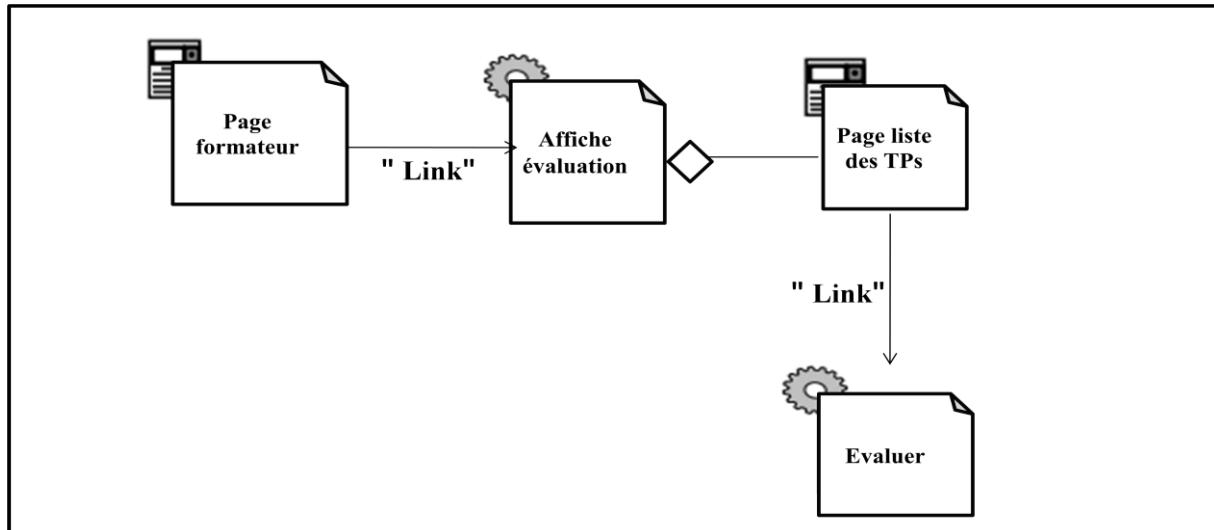 Page
formateur
" Link"
Affiche
évaluation
Page liste
des TPs
" Link"
Evaluer